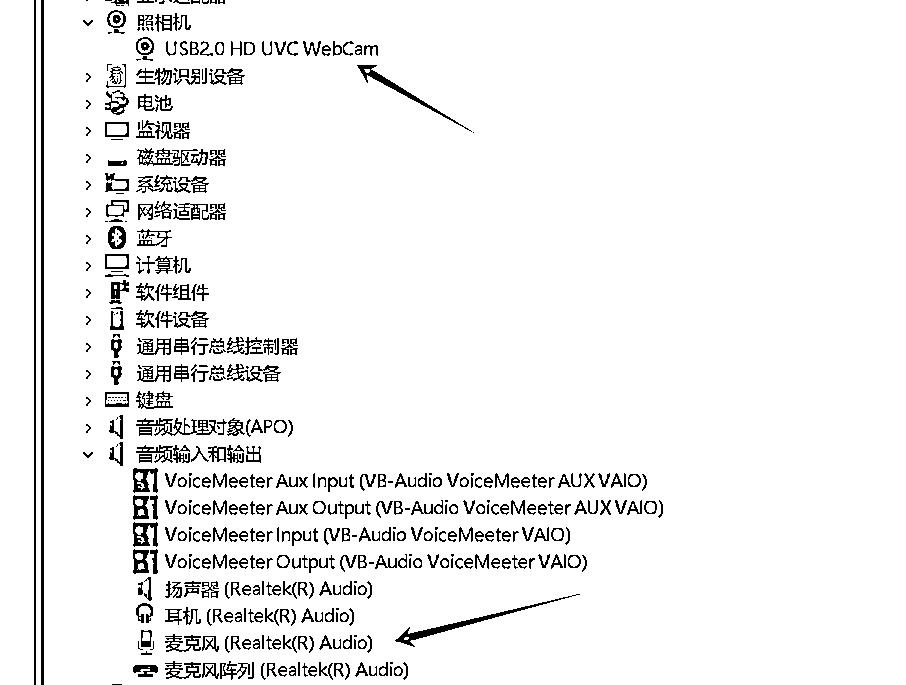 照相机
USB2.0 HD UVC WebCam
生物识别设备
电池
监视器
磁盘驱动器
系统设备
网络适配器
蓝牙
计算机
软件组件
软件设备
通用串行总线控制器
通用串行总线设备
键盘
音频处理对象(APO)
音频输入和输出
VoiceMeeter Aux Input (VB-Audio VoiceMeeter AUX VAIO)
VoiceMeeter Aux Output (VB-Audio VoiceMeeter AUX VAIO)
VoiceMeeter Input (VB-Audio VoiceMeeter VAIO)
VoiceMeeter Output (VB-Audio VoiceMeeter VAIO)
扬声器 (Realtek(R) Audio)
耳机 (Realtek(R) Audio)
麦克风 (Realtek(R) Audio)
麦克风阵列 (Realtek(R) Audio)